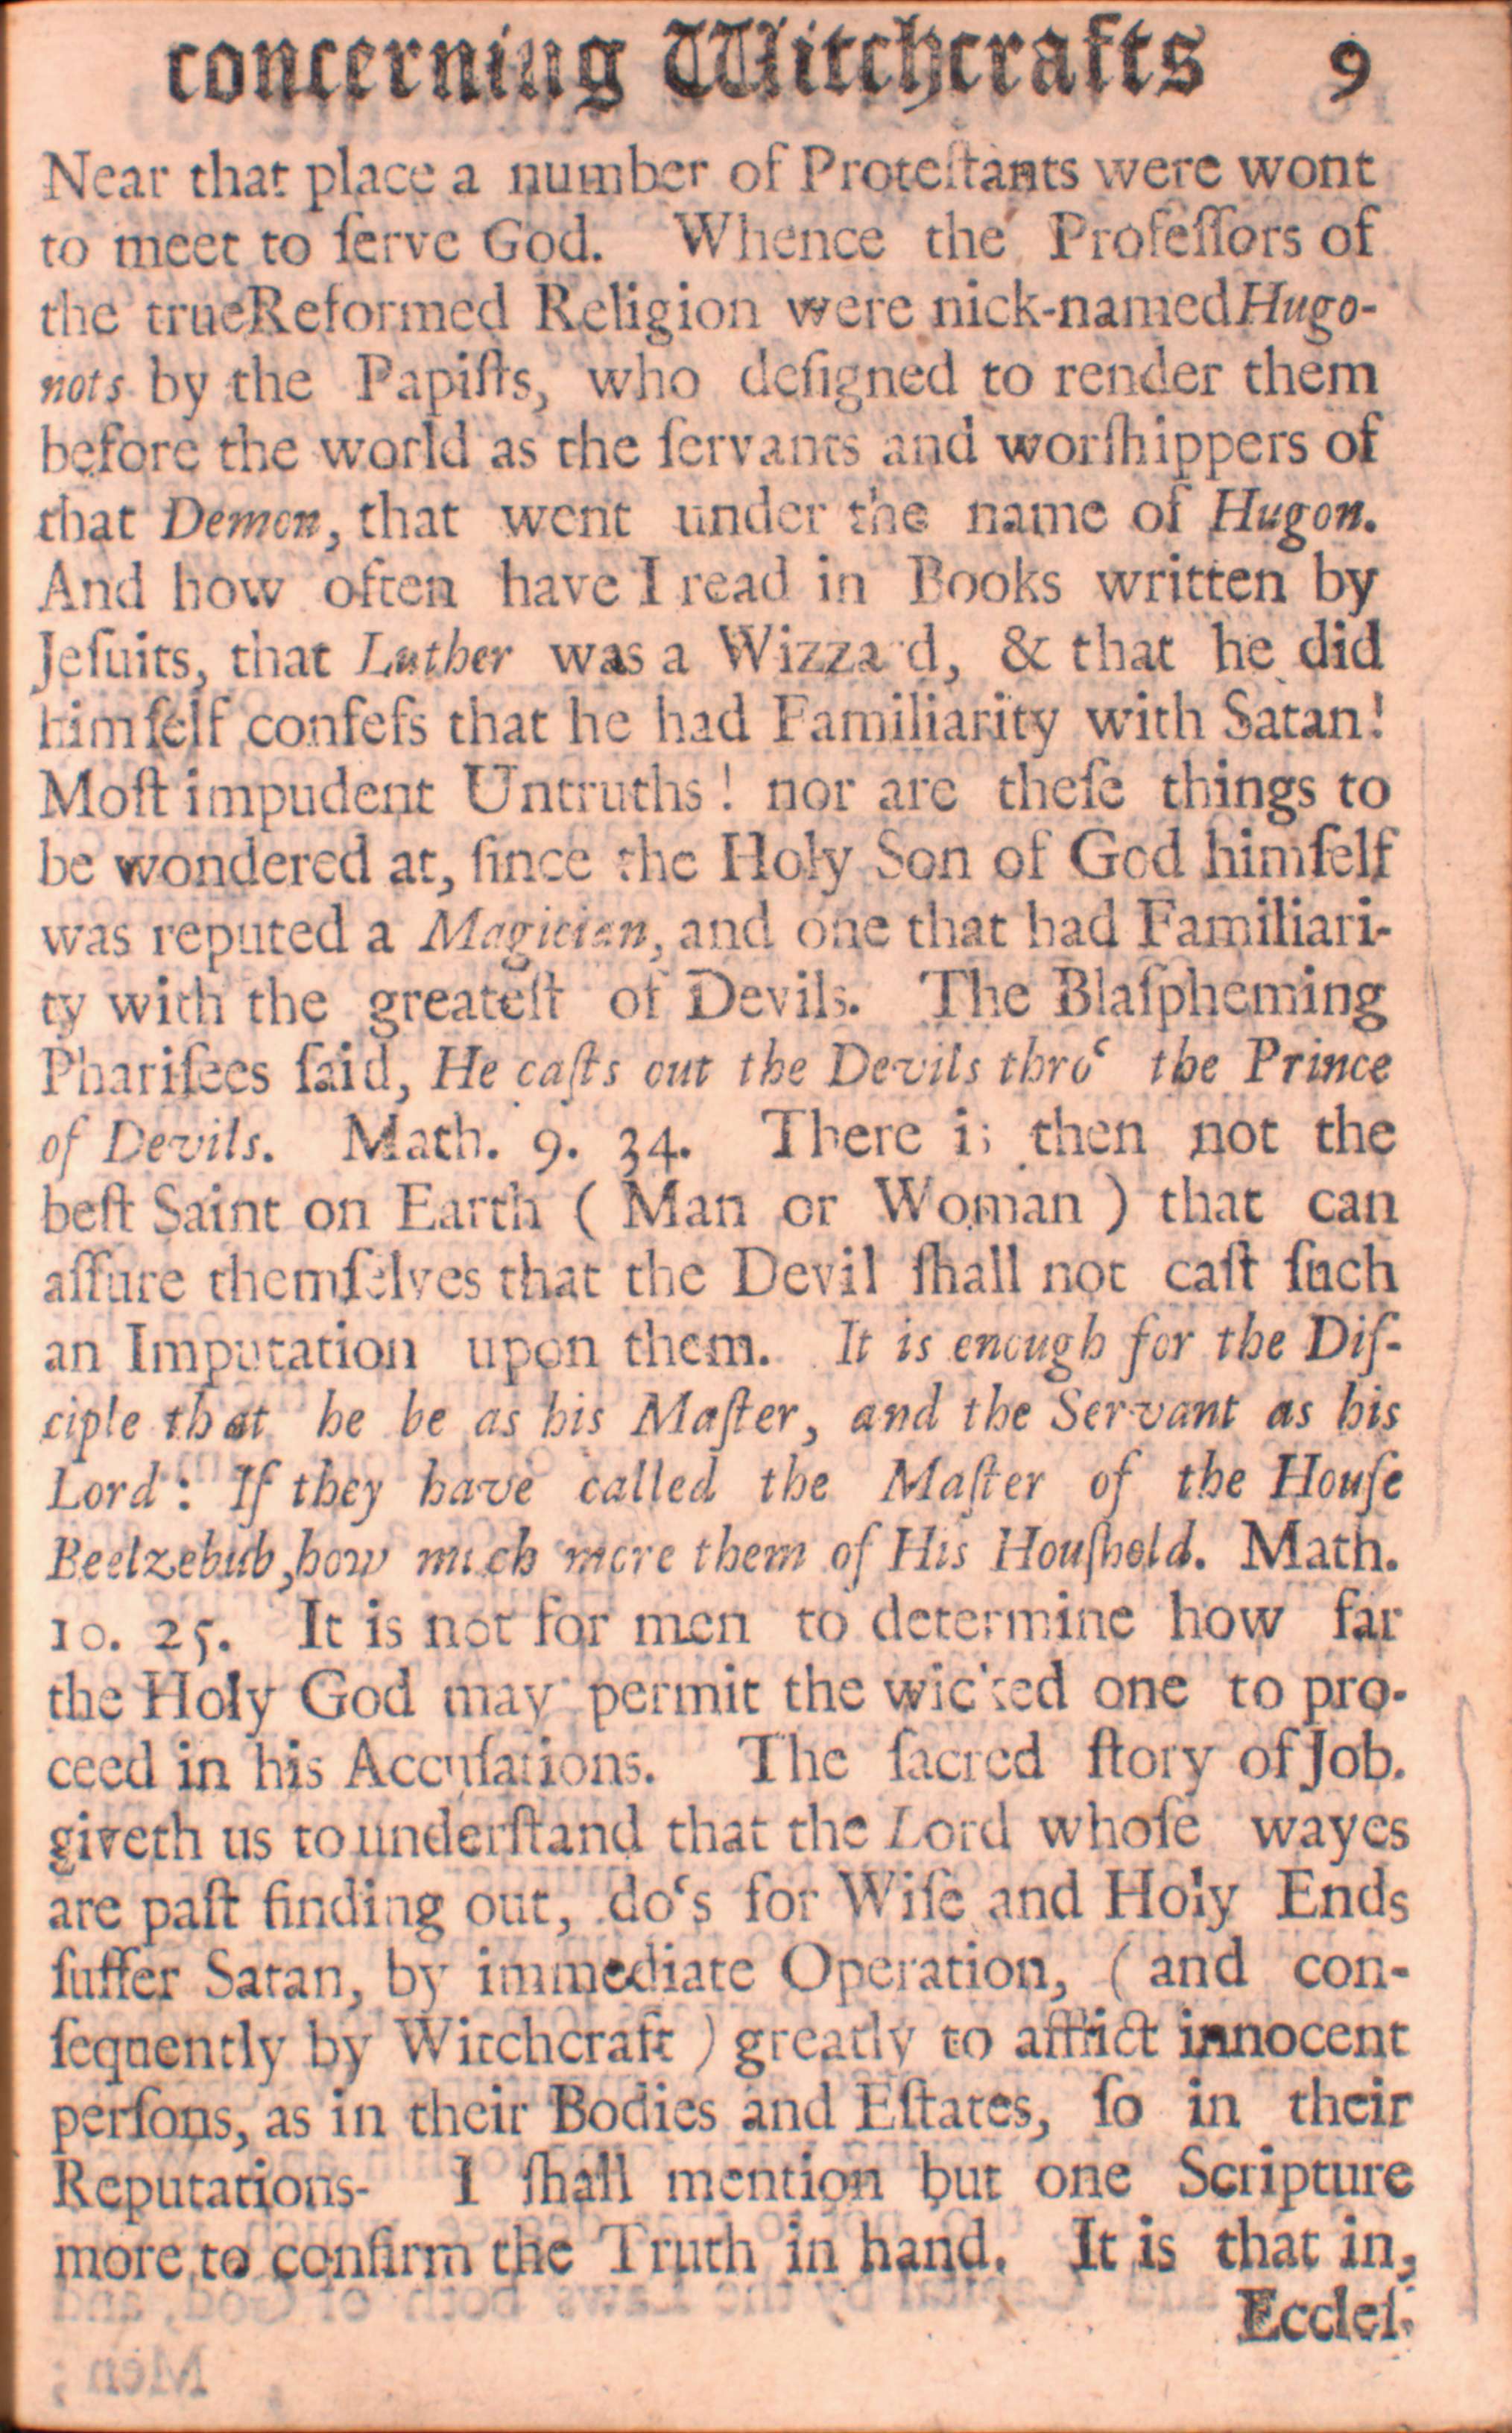 concerning Witchcrafts 9
Near that place a number of Proteſtants were wont
to meet to ſerve God. Whence the Profeſſors of
the trueReformed Religion were nick-named Hugo-
nots by the Papiſts, who deſigned to render them
before the world as the ſervants and worſhippers of
that Demon, that went under the name of Hugon.
And how often have I read in Books written by
Jeſuits, that Luther was a Wizzard, & that he did
himſelf confeſs that he had Familiarity with Satan!
Moſt impudent Untruths! nor are theſe things to
be wondered at, ſince the Holy Son of God himſelf
was reputed a Magician, and one that had Familiari-
ty with the greateſt of Devils. The Blaſpheming
Phariſees ſaid, He caſts out the Devils thro‘ the Prince
of Devils. Math. 9. 34. There is then not the
beſt Saint on Earth ( Man or Woman ) that can
aſſure themſelves that the Devil ſhall not caſt ſuch
an Imputation upon them. It is enough for the Diſ-
ciple that he be as his Maſter, and the Servant as his
Lord: If they have called the Maſter of the Houſe
Beelzebub, how much more them of His Houſhold. Math.
10. 25. It is not for men to determine how far
the Holy God may permit the wicked one to pro-
ceed in his Accuſations. The ſacred ſtory of Job.
giveth us to underſtand that the Lord whoſe wayes
are paſt finding out, do‘s for Wiſe and Holy Ends
ſuffer Satan, by immediate Operation, ( and con-
ſequently by Witchcraft ) greatly to afflict innocent
perſons, as in their Bodies and Eſtates, ſo in their
Reputations- I ſhall mention but one Scripture
more to confirm the Truth in hand. It is that in,
Eccleſ.